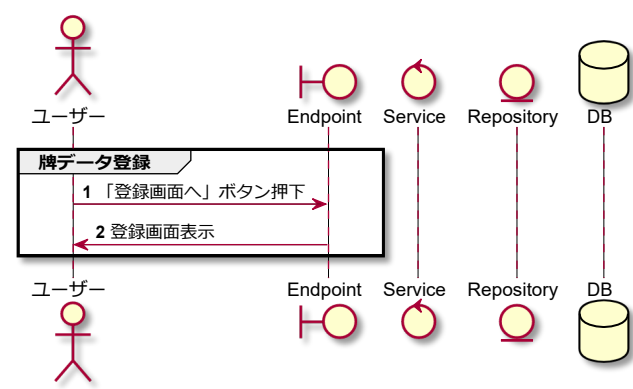 ユーザー Endpoint Service Repository DB
牌データ登録
1 「登録画面へ」ボタン押下
2 登録画面表示
ユーザー Endpoint Service Repository DB